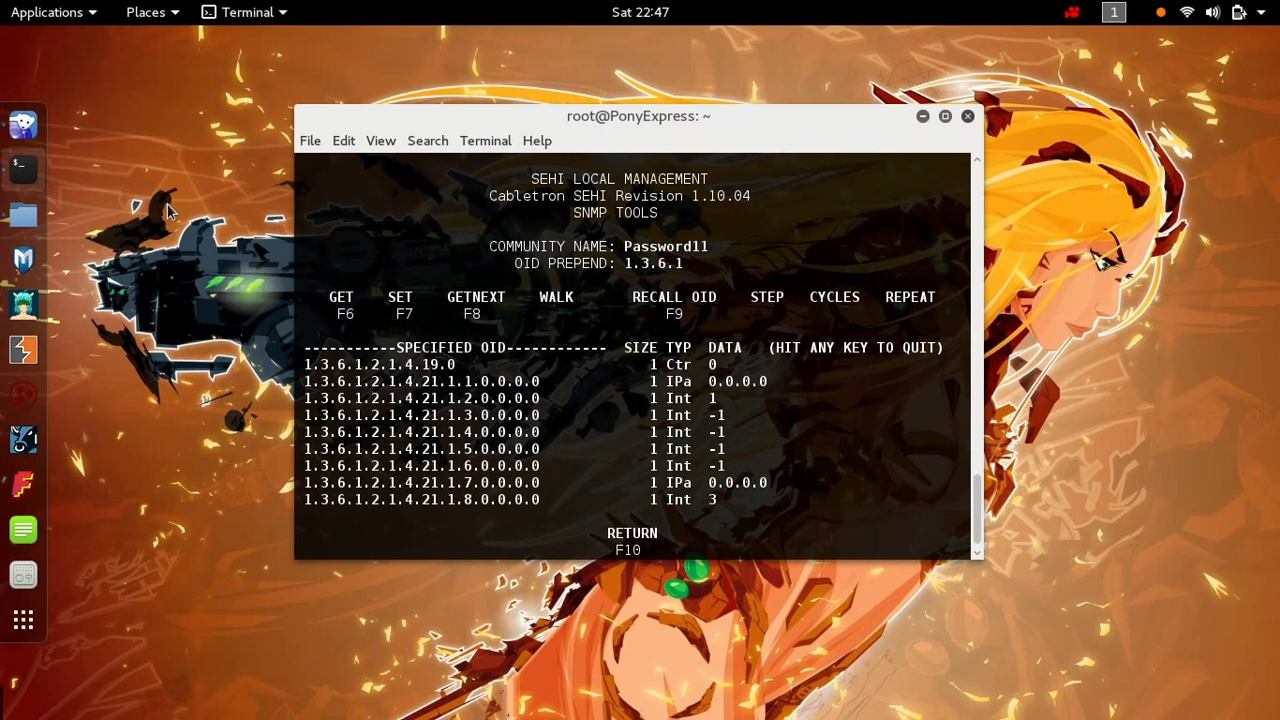 Applications Places Terminal Sat 22:47 1
root@PonyExpress: ~
File Edit View Search Terminal Help
SEHI LOCAL MANAGEMENT
Cabletron SEHI Revision 1.10.04
SNMP TOOLS
COMMUNITY NAME: Password11
OID PREPEND: 1.3.6.1
GET SET GETNEXT WALK RECALL OID STEP CYCLES REPEAT
F6 F7 F8 F9
-----------SPECIFIED OID------------ SIZE TYP DATA (HIT ANY KEY TO QUIT)
1.3.6.1.2.1.4.19.0 1 Ctr 0
1.3.6.1.2.1.4.21.1.1.0.0.0.0 1 IPa 0.0.0.0
1.3.6.1.2.1.4.21.1.2.0.0.0.0 1 Int 1
1.3.6.1.2.1.4.21.1.3.0.0.0.0 1 Int -1
1.3.6.1.2.1.4.21.1.4.0.0.0.0 1 Int -1
1.3.6.1.2.1.4.21.1.5.0.0.0.0 1 Int -1
1.3.6.1.2.1.4.21.1.6.0.0.0.0 1 Int -1
1.3.6.1.2.1.4.21.1.7.0.0.0.0 1 IPa 0.0.0.0
1.3.6.1.2.1.4.21.1.8.0.0.0.0 1 Int 3
RETURN
F10